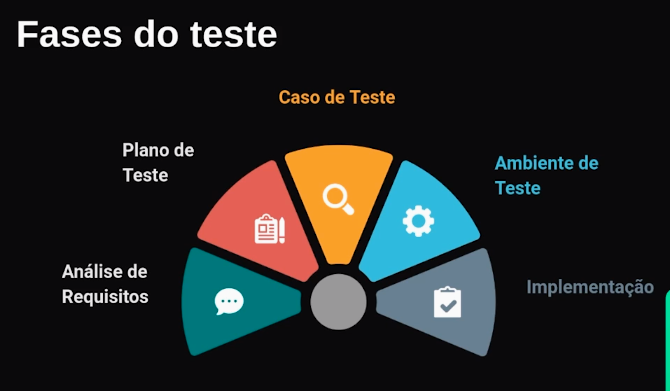 Fases do teste
Caso de Teste
Plano de
Teste
Ambiente de
Teste
Análise de
Requisitos
Implementação